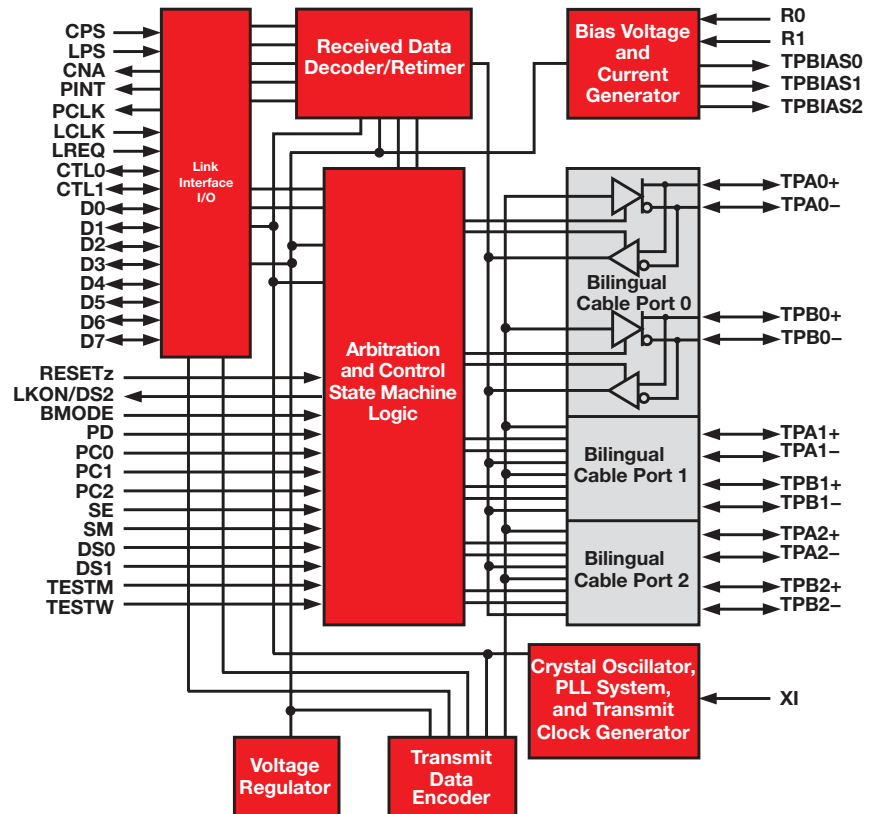 CPS
LPS
CNA
PINT
PCLK
LCLK
LREQ
CTL0
CTL1
D0
D1
D2
D3
D4
D5
D6
D7
RESETz
LKON/DS2
BMODE
PD
PC0
PC1
PC2
SE
SM
DS0
DS1
TESTM
TESTW
Link
Interface
I/O
Received Data
Decoder/Retimer
Arbitration
and Control
State Machine
Logic
Bias Voltage
and
Current
Generator
R0
R1
TPBIAS0
TPBIAS1
TPBIAS2
Bilingual
Cable Port 0
TPA0+
TPA0−
TPB0+
TPB0−
Bilingual
Cable Port 1
TPA1+
TPA1−
TPB1+
TPB1−
Bilingual
Cable Port 2
TPA2+
TPA2−
TPB2+
TPB2−
Crystal Oscillator,
PLL System,
and Transmit
Clock Generator
XI
Voltage
Regulator
Transmit
Data
Encoder